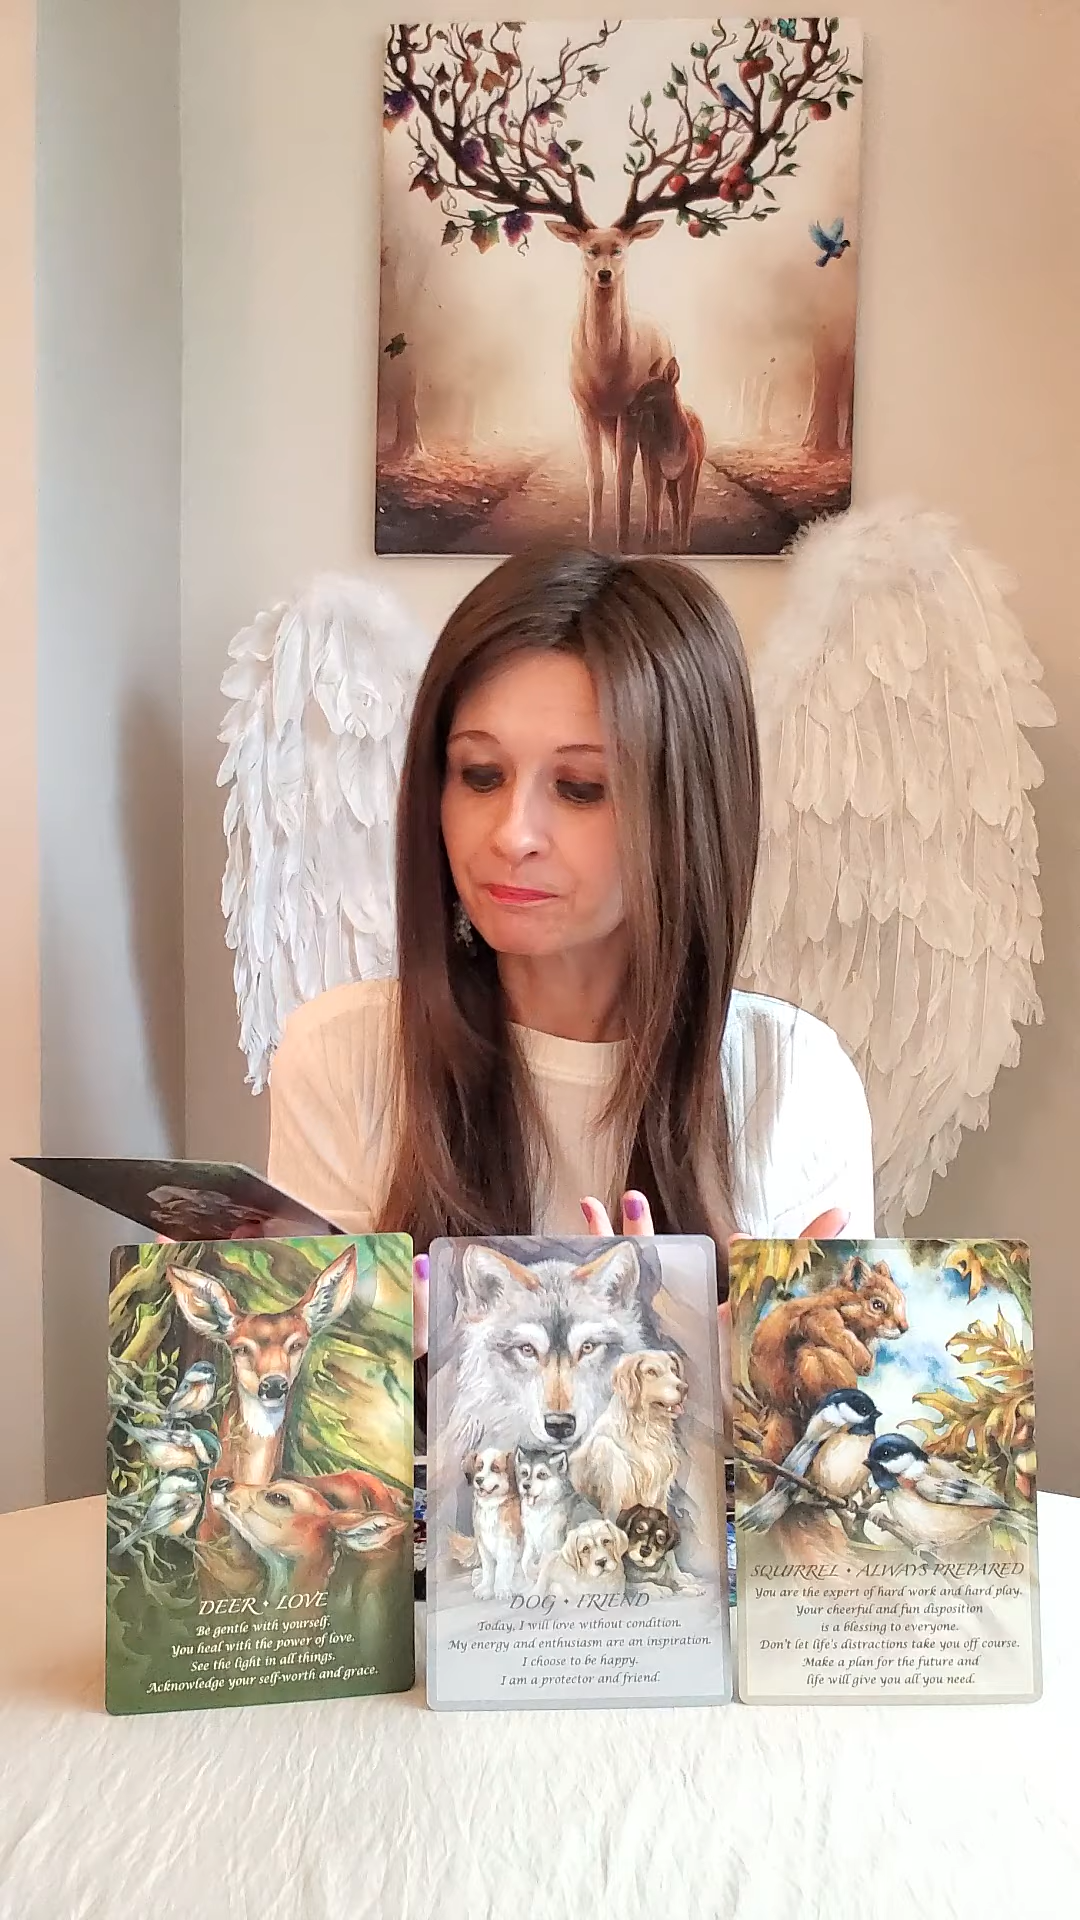 DEER • LOVE
Be gentle with yourself.
You heal with the power of love.
See the light in all things.
Acknowledge your self-worth and grace.
DOG • FRIEND
Today, I will love without condition.
My energy and enthusiasm are an inspiration.
I choose to be happy.
I am a protector and friend.
SQUIRREL • ALWAYS PREPARED
You are the expert of hard work and hard play.
Your cheerful and fun disposition
is a blessing to everyone.
Don't let life's distractions take you off course.
Make a plan for the future and
life will give you all you need.